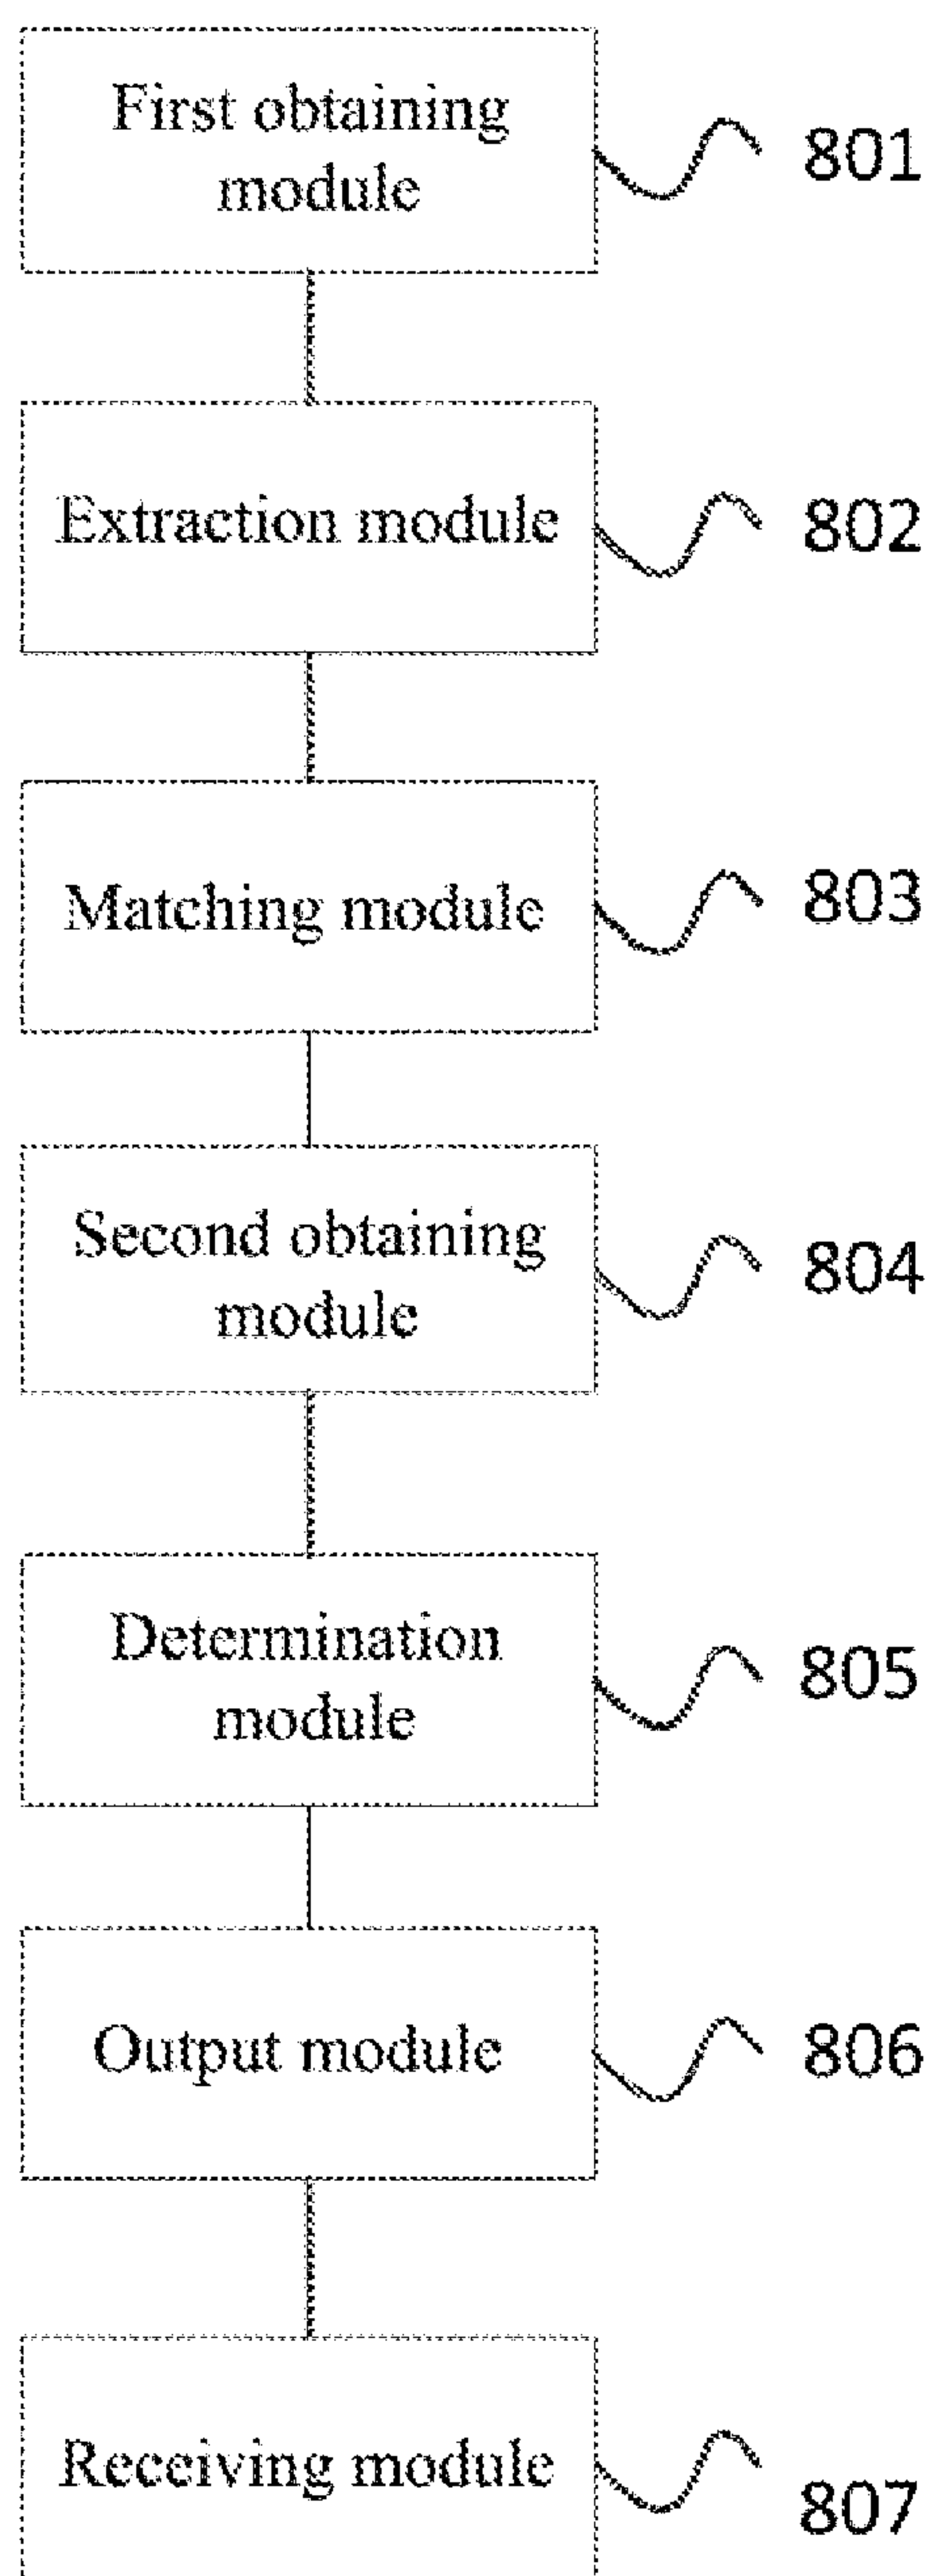 First obtaining
module
801
Extraction module
802
Matching module
803
Second obtaining
module
804
Determination
module
805
Output module
806
Receiving module
807